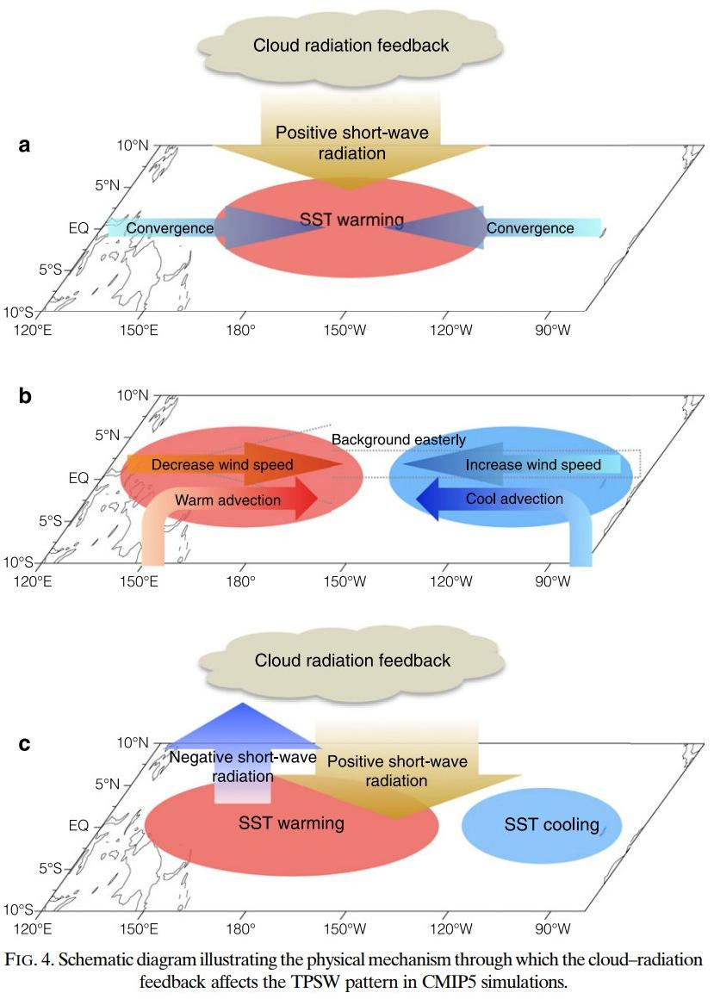 Cloud radiation feedback
a
Positive short-wave
radiation
10°N
5°N
EQ
5°S
10°S
Convergence
SST warming
Convergence
120°E 150°E 180° 150°W 120°W 90°W
b
10°N
5°N
EQ
5°S
10°S
Background easterly
Decrease wind speed
Increase wind speed
Warm advection
Cool advection
120°E 150°E 180° 150°W 120°W 90°W
Cloud radiation feedback
c
10°N
5°N
EQ
5°S
10°S
Negative short-wave
radiation
Positive short-wave
radiation
SST warming
SST cooling
120°E 150°E 180° 150°W 120°W 90°W
FIG. 4. Schematic diagram illustrating the physical mechanism through which the cloud–radiation
feedback affects the TPSW pattern in CMIP5 simulations.